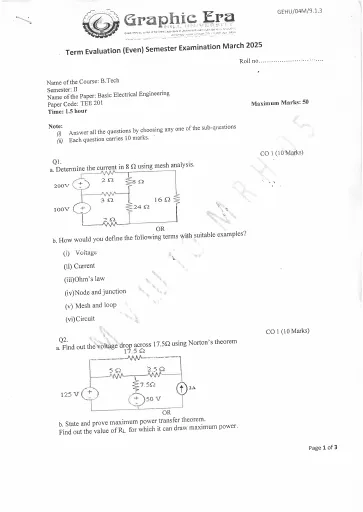 GEHU/04M/9.1.3
Graphic Era
Term Evaluation (Even) Semester Examination March 2025
Roll no
Name of the Course: B.Tech
Semester: II
Name of the Paper: Basic Electrical Engineering
Paper Code: TEE 201
Time: 1.5 hour
Maximum Marks: 50
Note:
(i) Answer all the questions by choosing any one of the sub-questions
(ii) Each question carries 10 marks.
Q1.
CO 1 (10 Marks)
a. Determine the current in 8 Ω using mesh analysis.
2 Ω
8 Ω
200V
3 Ω
16 Ω
100V
24 Ω
2 Ω
OR
b. How would you define the following terms with suitable examples?
(i) Voltage
(ii) Current
(iii)Ohm's law
(iv)Node and junction
(v) Mesh and loop
(vi)Circuit
Q2.
CO 1 (10 Marks)
a. Find out the voltage drop across 17.5Ω using Norton's theorem
17.5 Ω
5 Ω
2.5 Ω
7.5Ω
125 V
50 V
OR
b. State and prove maximum power transfer theorem.
Find out the value of RL for which it can draw maximum power.
Page 1 of 3